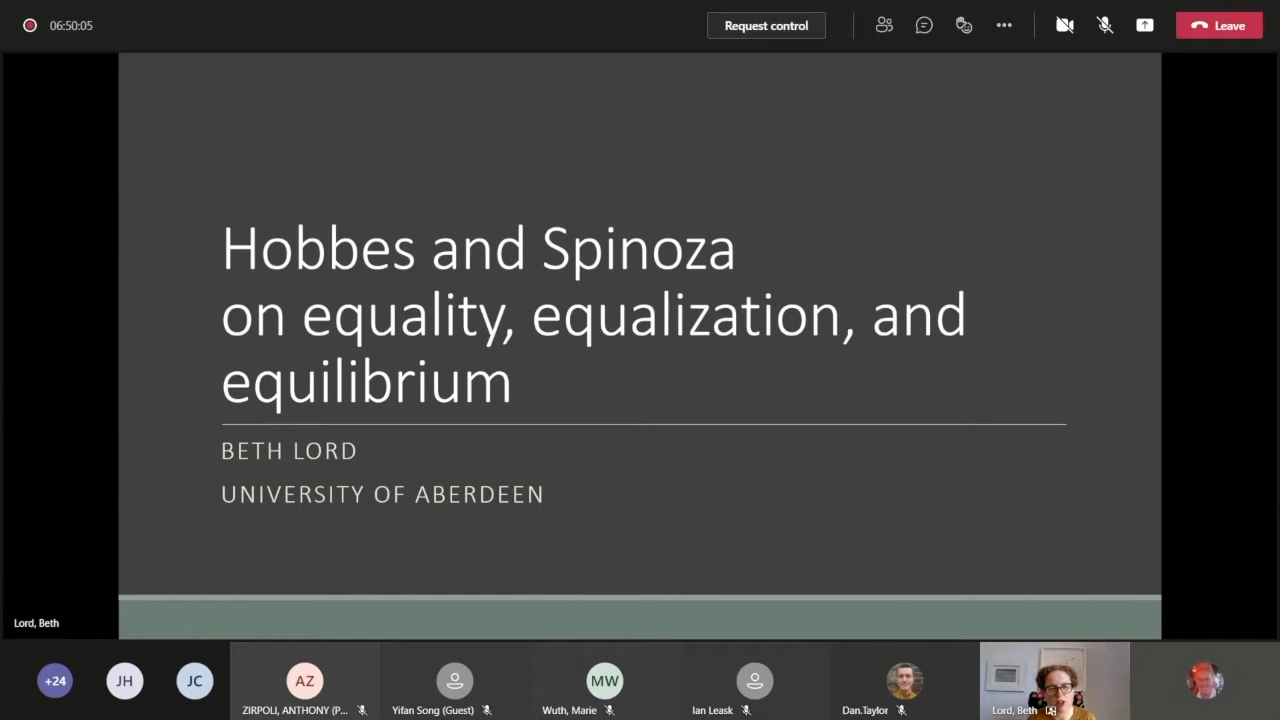 06:50:05
Request control
Leave
Hobbes and Spinoza
on equality, equalization, and
equilibrium
BETH LORD
UNIVERSITY OF ABERDEEN
Lord, Beth
+24
JH
JC
AZ
ZIRPOLI, ANTHONY (P...
Yifan Song (Guest)
MW
Wuth, Marie
Ian Leask
Dan.Taylor
Lord, Beth